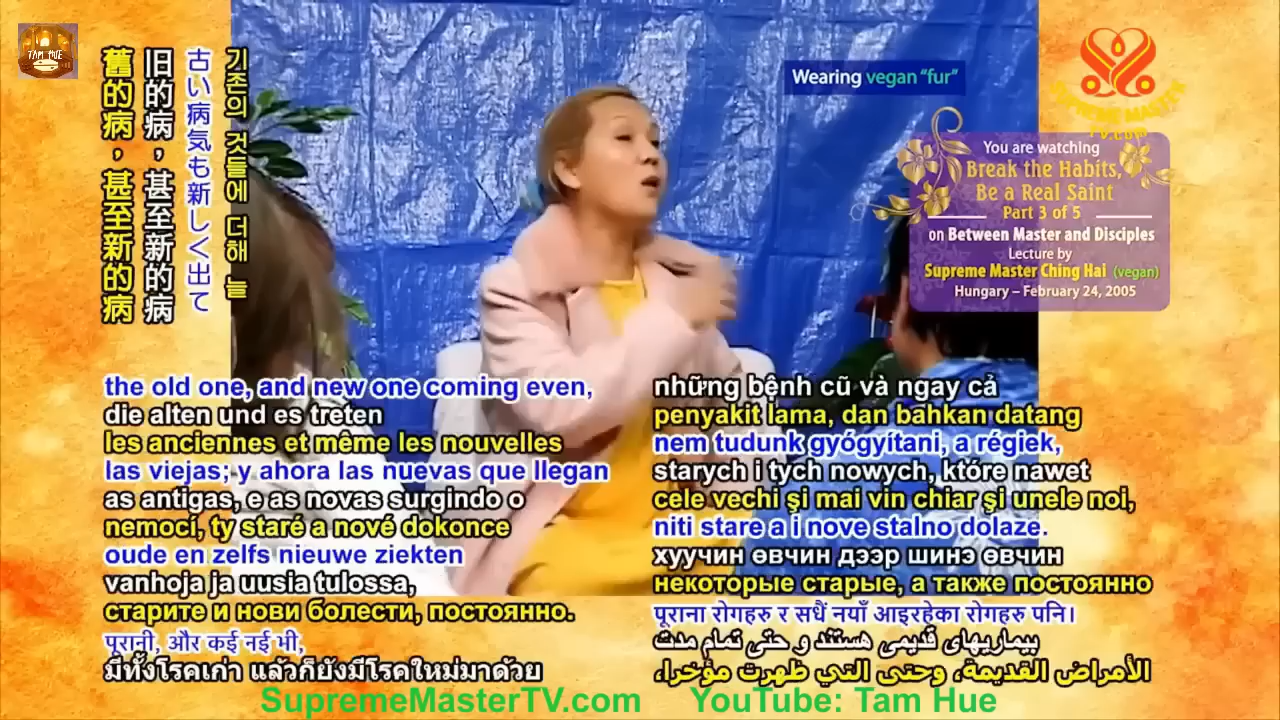 TAM HUE
舊的病，甚至新的病
旧的病，甚至新的病
古い病気も新しく出て
기존의 것들에 더해 늘
Wearing vegan “fur”
SUPREME MASTER
TV.COM
You are watching
Break the Habits,
Be a Real Saint
Part 3 of 5
on Between Master and Disciples
Lecture by
Supreme Master Ching Hai (vegan)
Hungary – February 24, 2005
the old one, and new one coming even,
die alten und es treten
les anciennes et même les nouvelles
las viejas; y ahora las nuevas que llegan
as antigas, e as novas surgindo o
nemocí, ty staré a nové dokonce
oude en zelfs nieuwe ziekten
vanhoja ja uusia tulossa,
старите и нови болести, постоянно.
पूरानी, और कई नई भी,
มีทั้งโรคเก่า แล้วก็ยังมีโรคใหม่มาด้วย
những bệnh cũ và ngay cả
penyakit lama, dan bahkan datang
nem tudunk gyógyítani, a régiek,
starych i tych nowych, które nawet
cele vechi şi mai vin chiar şi unele noi,
niti stare a i nove stalno dolaze.
хуучин өвчин дээр шинэ өвчин
некоторые старые, а также постоянно
पूराना रोगहरु र सधैं नयाँ आइरहेका रोगहरु पनि।
بیماریهای قدیمی هستند و حتی تمام مدت
الأمراض القديمة، وحتى التي ظهرت مؤخرا،
SupremeMasterTV.com
YouTube: Tam Hue